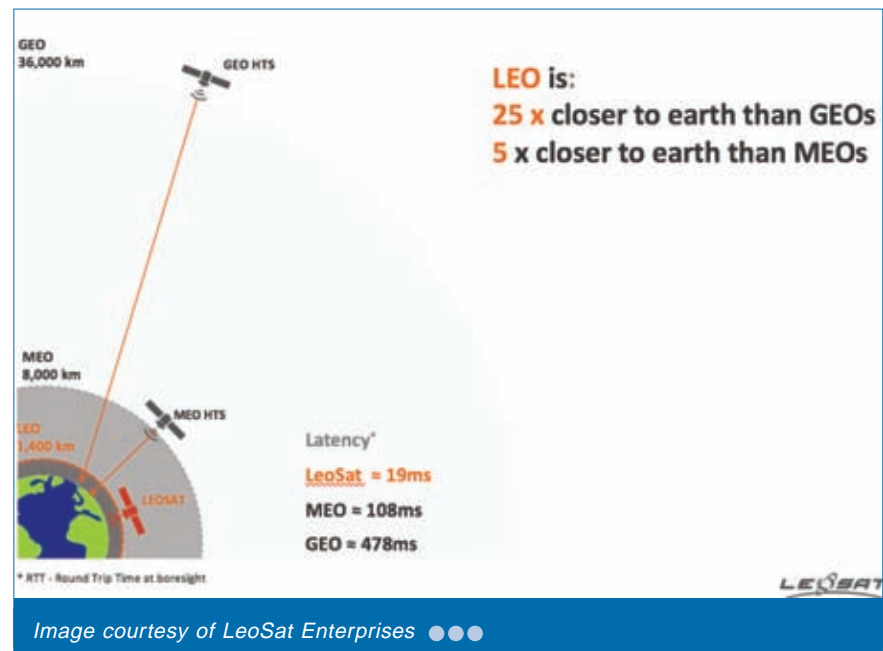 GEO
36,000 km
GEO HTS
LEO is:
25 x closer to earth than GEOs
5 x closer to earth than MEOs
MEO
8,000 km
MEO HTS
LEO
1,400 km
LEOSAT
Latency*
LeoSat = 19ms
MEO = 108ms
GEO = 478ms
* RTT - Round Trip Time at boresight
LEOSAT
Image courtesy of LeoSat Enterprises